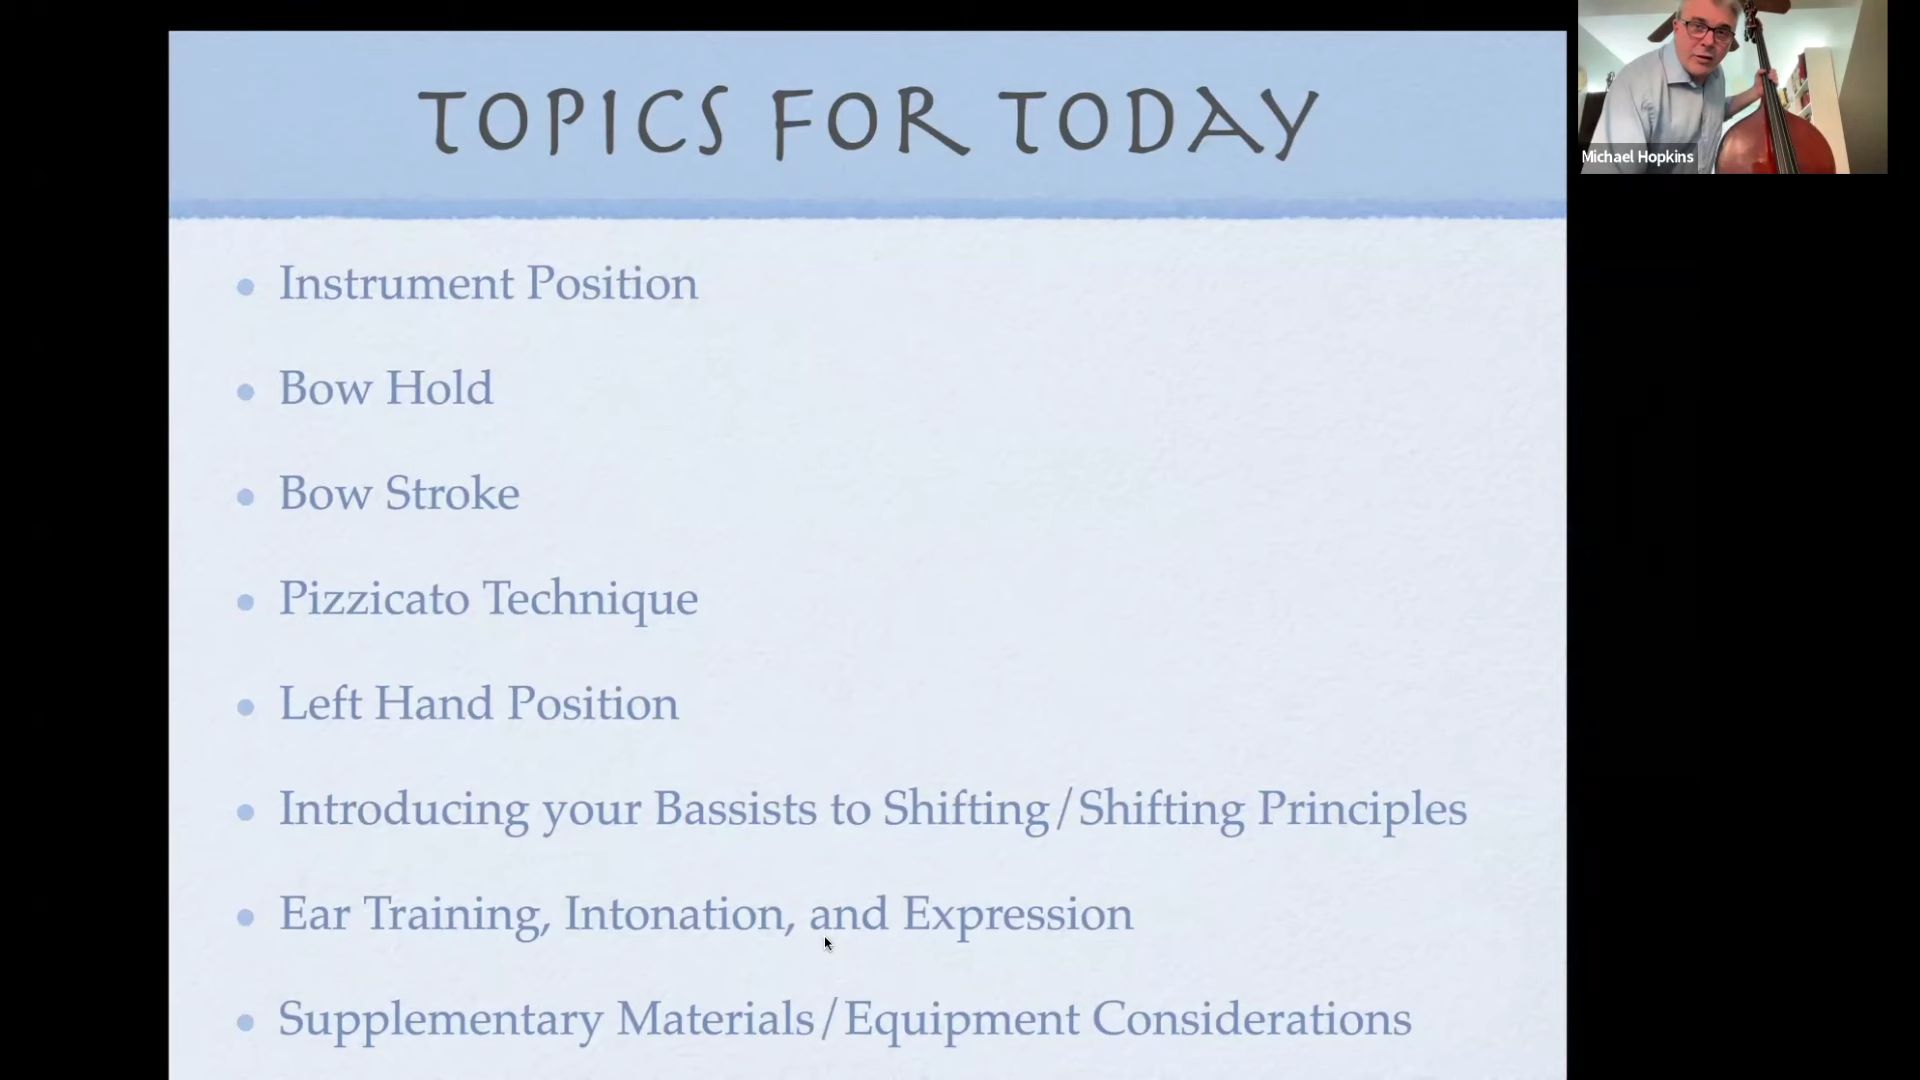 TOPICS FOR TODAY
Michael Hopkins
• Instrument Position
• Bow Hold
• Bow Stroke
• Pizzicato Technique
• Left Hand Position
• Introducing your Bassists to Shifting/Shifting Principles
• Ear Training, Intonation, and Expression
• Supplementary Materials/Equipment Considerations